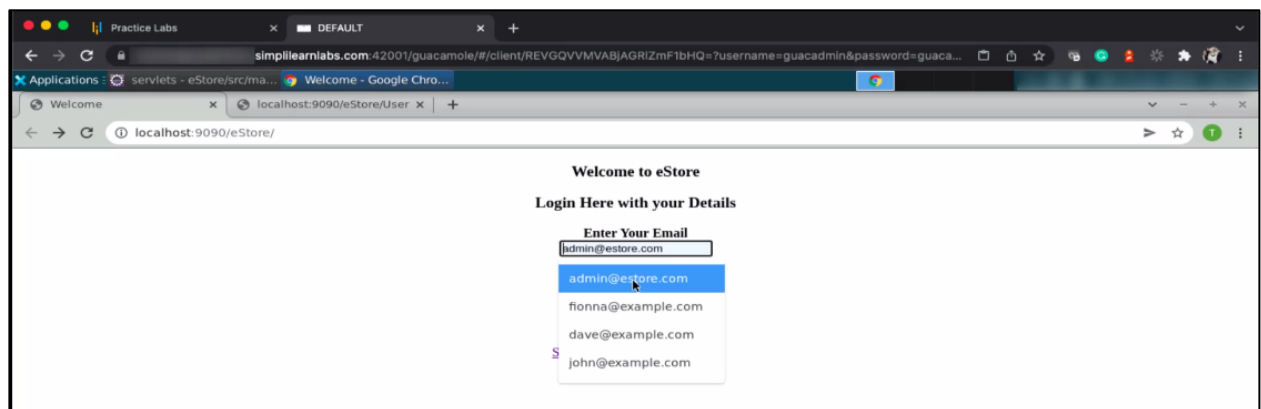 Practice Labs
DEFAULT
simplilearnlabs.com:42001/guacamole/#/client/REVGQVVMVABjAGRiZmF1bHQ=?username=guacadmin&password=guaca...
Applications
servlets - eStore/src/ma...
Welcome - Google Chro...
Welcome
localhost:9090/eStore/User
localhost:9090/eStore/
T
Welcome to eStore
Login Here with your Details
Enter Your Email
admin@estore.com
admin@estore.com
fionna@example.com
dave@example.com
S
john@example.com